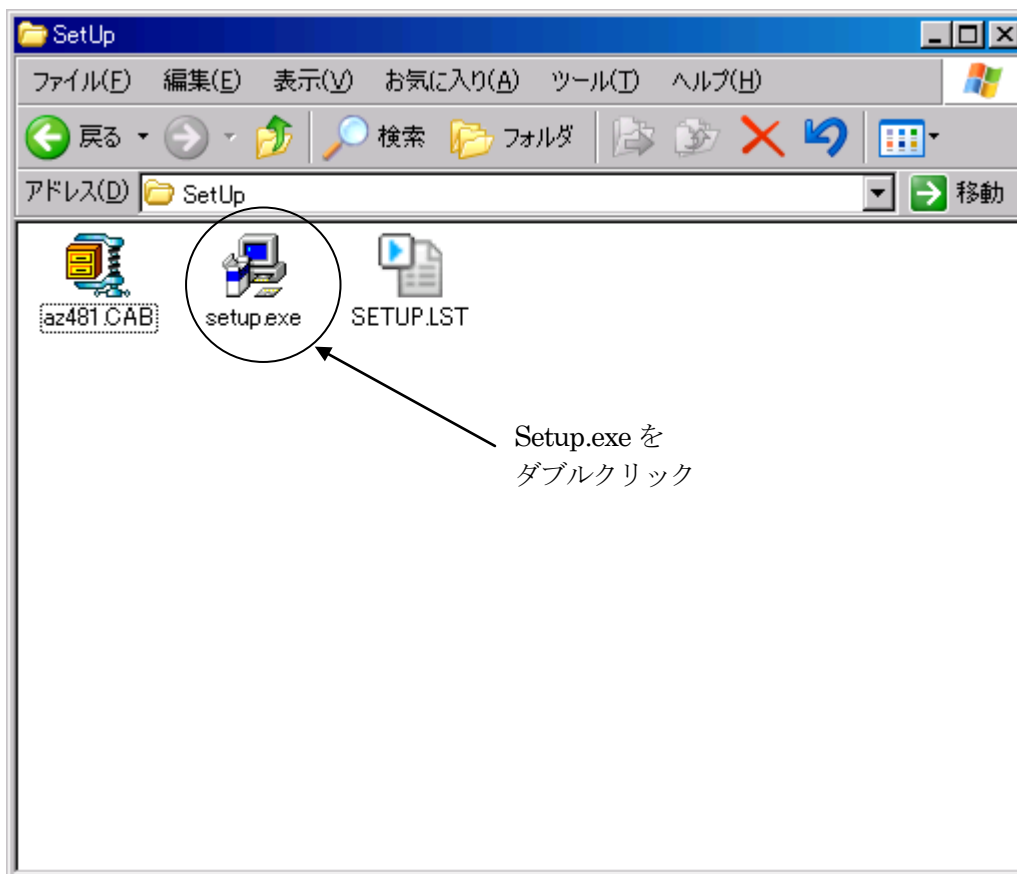 SetUp
ファイル(F) 編集(E) 表示(V) お気に入り(A) ツール(T) ヘルプ(H)
戻る 検索 フォルダ
アドレス(D) SetUp 移動
az481.CAB setup.exe SETUP.LST
Setup.exe を
ダブルクリック